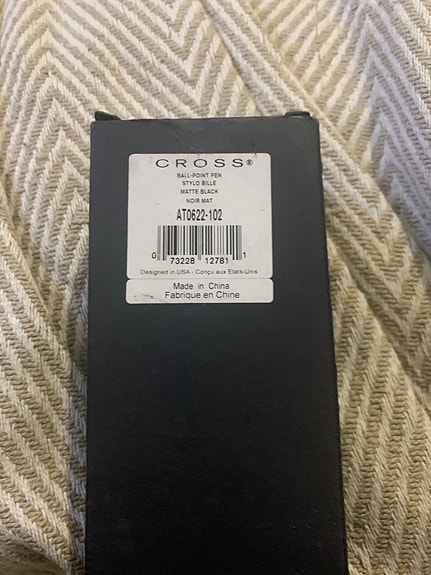 CROSS®
BALL-POINT PEN
STYLO BILLE
MATTE BLACK
NOIR MAT
AT0622-102
0 73228 12781 1
Designed in USA - Conçu aux Etats-Unis
Made in China
Fabrique en Chine